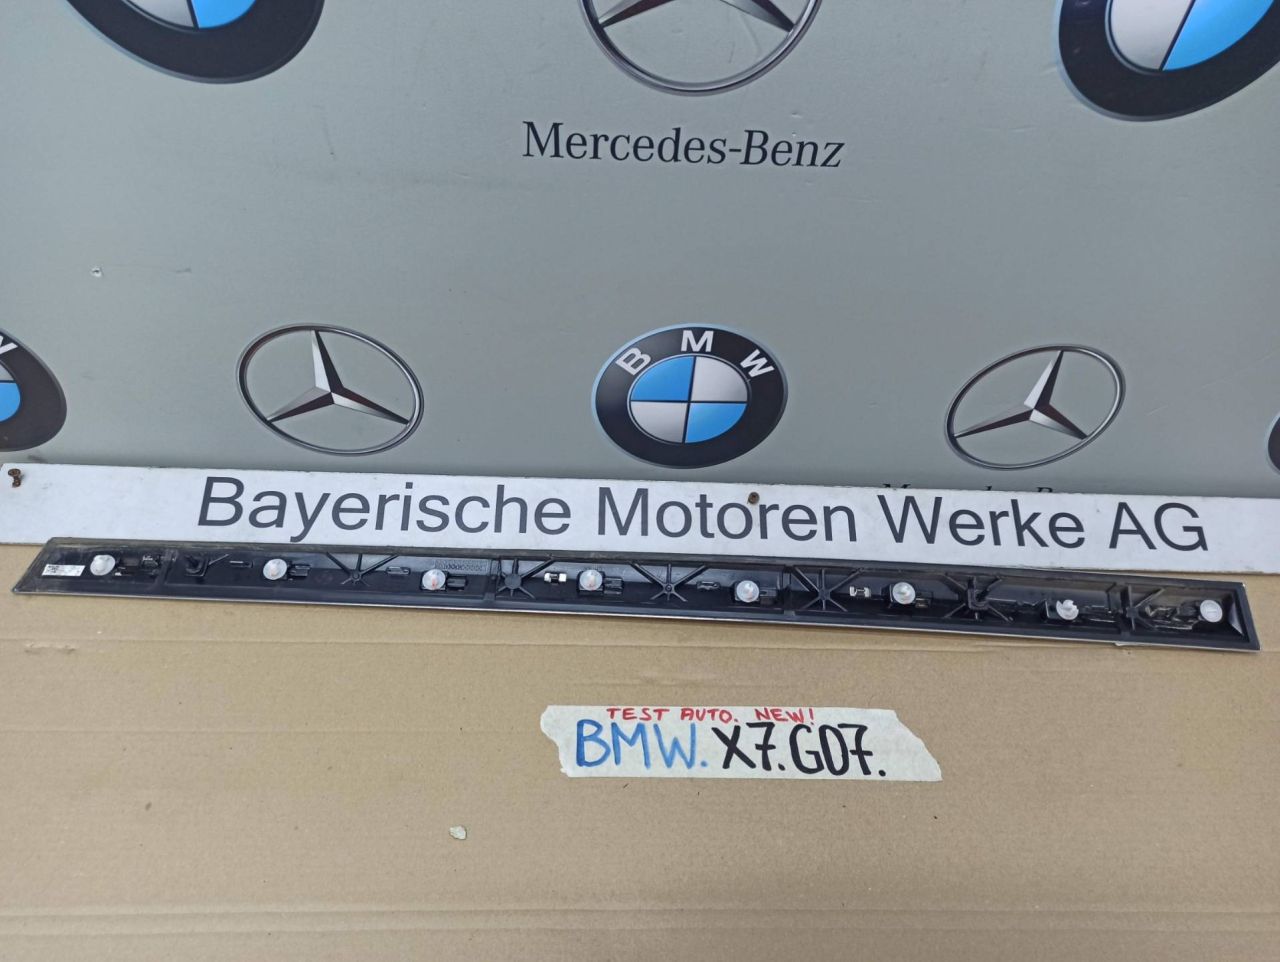 Mercedes-Benz
BMW
Bayerische Motoren Werke AG
TEST AUTO. NEW!
BMW. X7. G07.